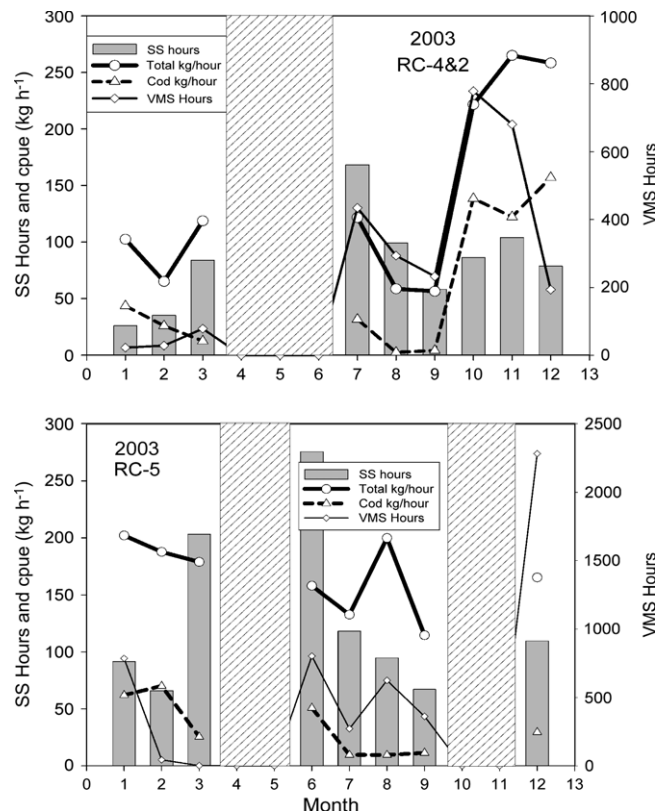 300
250
200
150
100
50
0
SS Hours and cpue (kg h-1)
SS hours
Total kg/hour
Cod kg/hour
VMS Hours
2003
RC-4&2
1000
800
600
400
200
0
VMS Hours
0 1 2 3 4 5 6 7 8 9 10 11 12 13
300
250
200
150
100
50
0
SS Hours and cpue (kg h-1)
2003
RC-5
SS hours
Total kg/hour
Cod kg/hour
VMS Hours
2500
2000
1500
1000
500
0
VMS Hours
0 1 2 3 4 5 6 7 8 9 10 11 12 13
Month